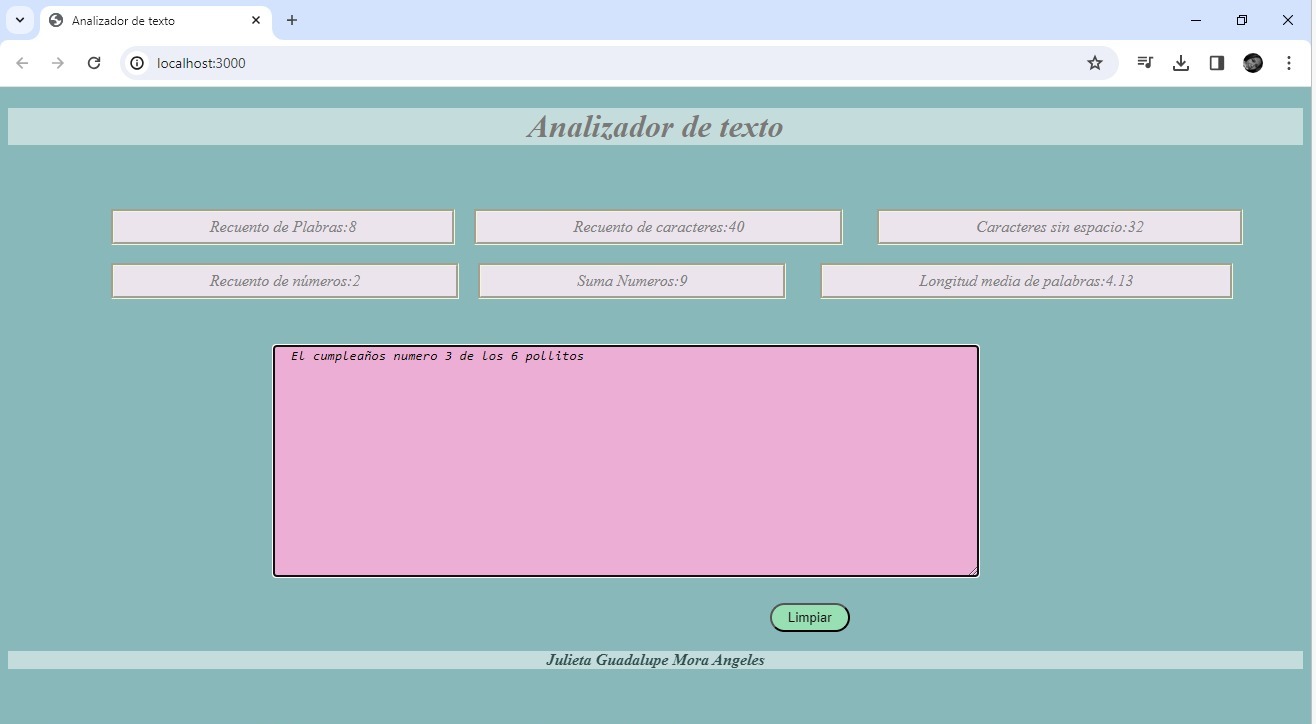 Analizador de texto
localhost:3000
Analizador de texto
Recuento de Plabras:8
Recuento de caracteres:40
Caracteres sin espacio:32
Recuento de números:2
Suma Numeros:9
Longitud media de palabras:4.13
El cumpleaños numero 3 de los 6 pollitos
Limpiar
Julieta Guadalupe Mora Angeles